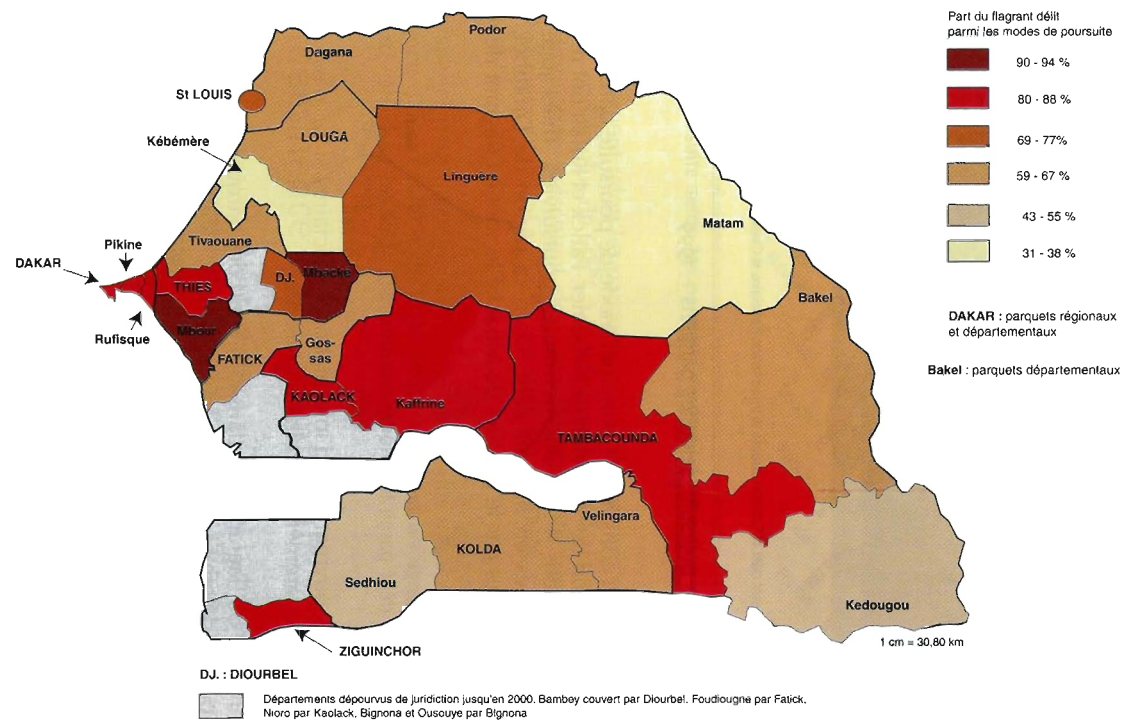 Podor
Part du flagrant délit
parmi les modes de poursuite
Dagana
90 - 94 %
St LOUIS
80 - 88 %
Kébémère
LOUGA
69 - 77%
Linguère
59 - 67 %
43 - 55 %
Matam
Tivaouane
Pikine
31 - 38 %
DAKAR
THIES
DJ.
Mbacke
Bakel
DAKAR : parquets régionaux
et départementaux
Rufisque
Mbour
FATICK
Gos-
sas
Bakel : parquets départementaux
KAOLACK
Kaffrine
TAMBACOUNDA
Velingara
KOLDA
Sedhiou
Kedougou
1 cm = 30,80 km
ZIGUINCHOR
DJ. : DIOURBEL
Départements dépourvus de juridiction jusqu'en 2000. Bambey couvert par Diourbel. Foudiougne par Fatick,
Nioro par Kaolack, Bignona et Ousouye par Bignona